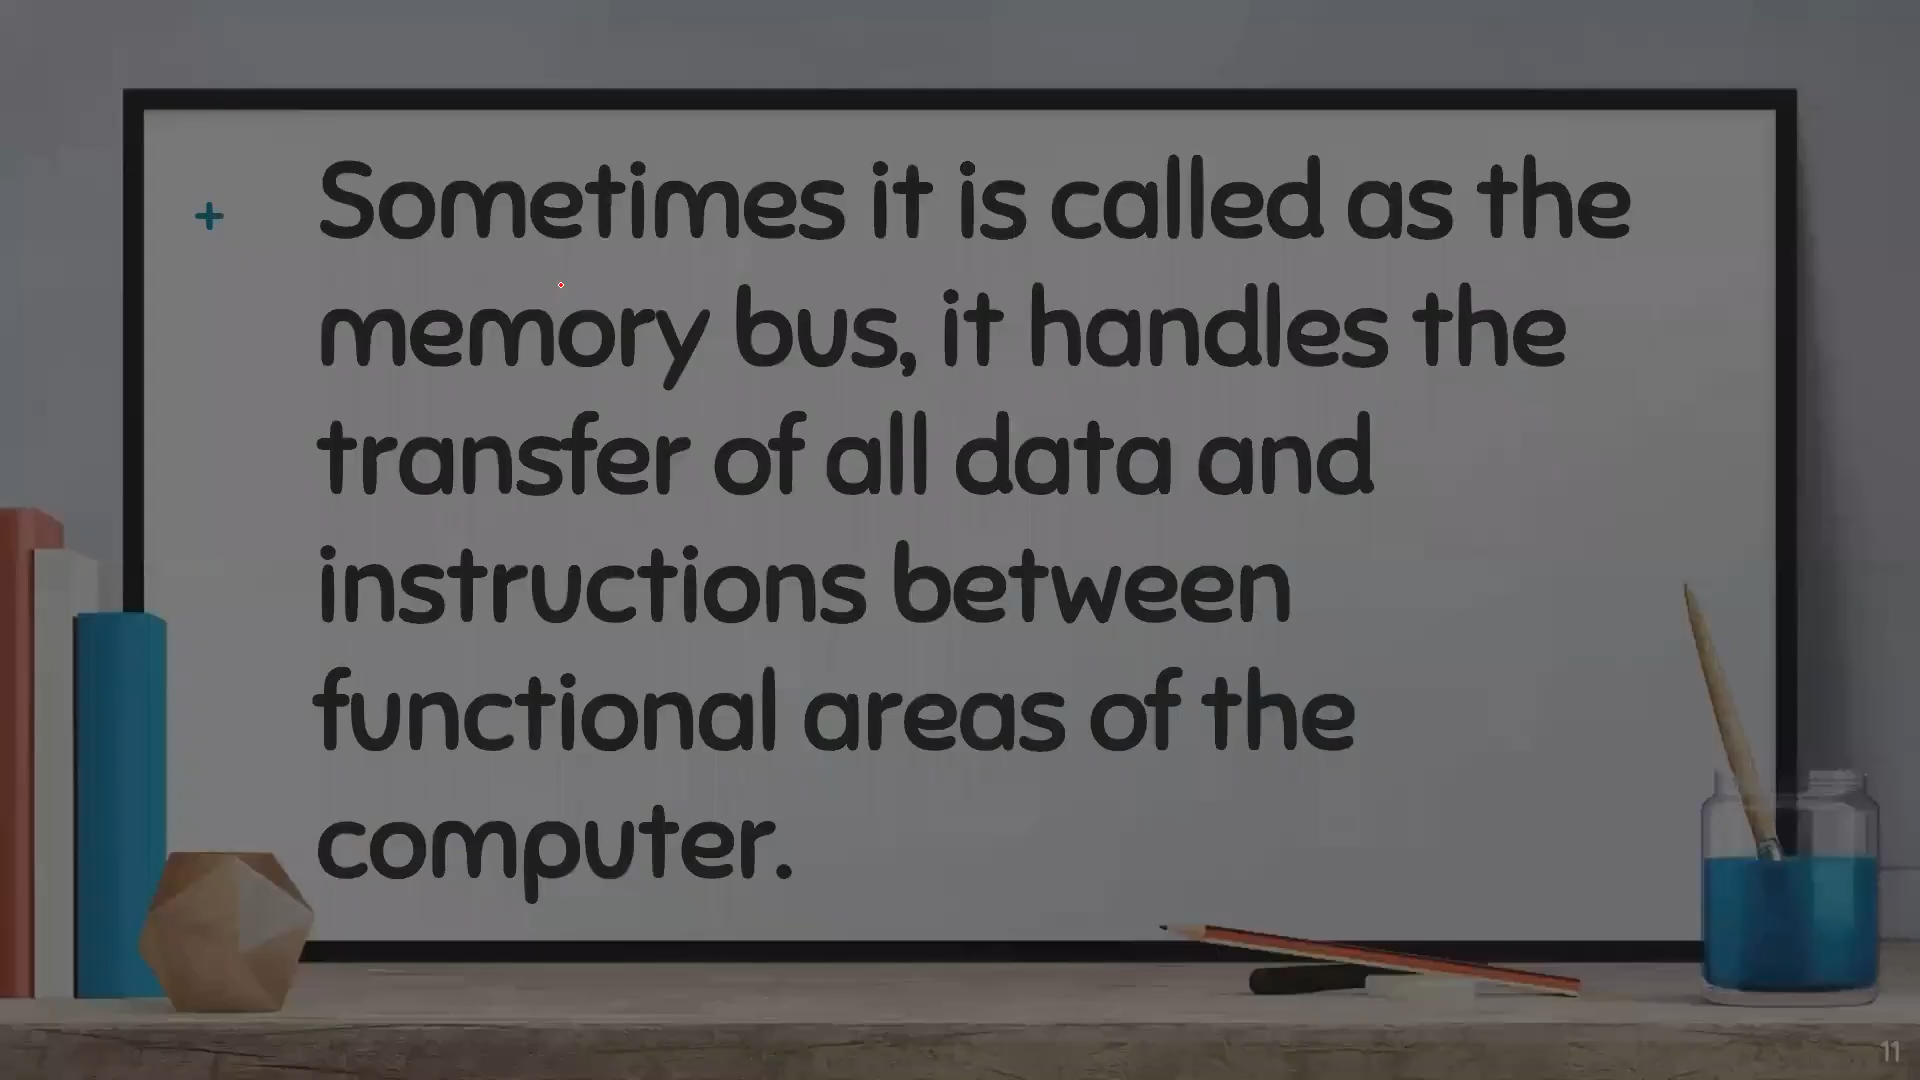 + Sometimes it is called as the
memory bus, it handles the
transfer of all data and
instructions between
functional areas of the
computer.
11